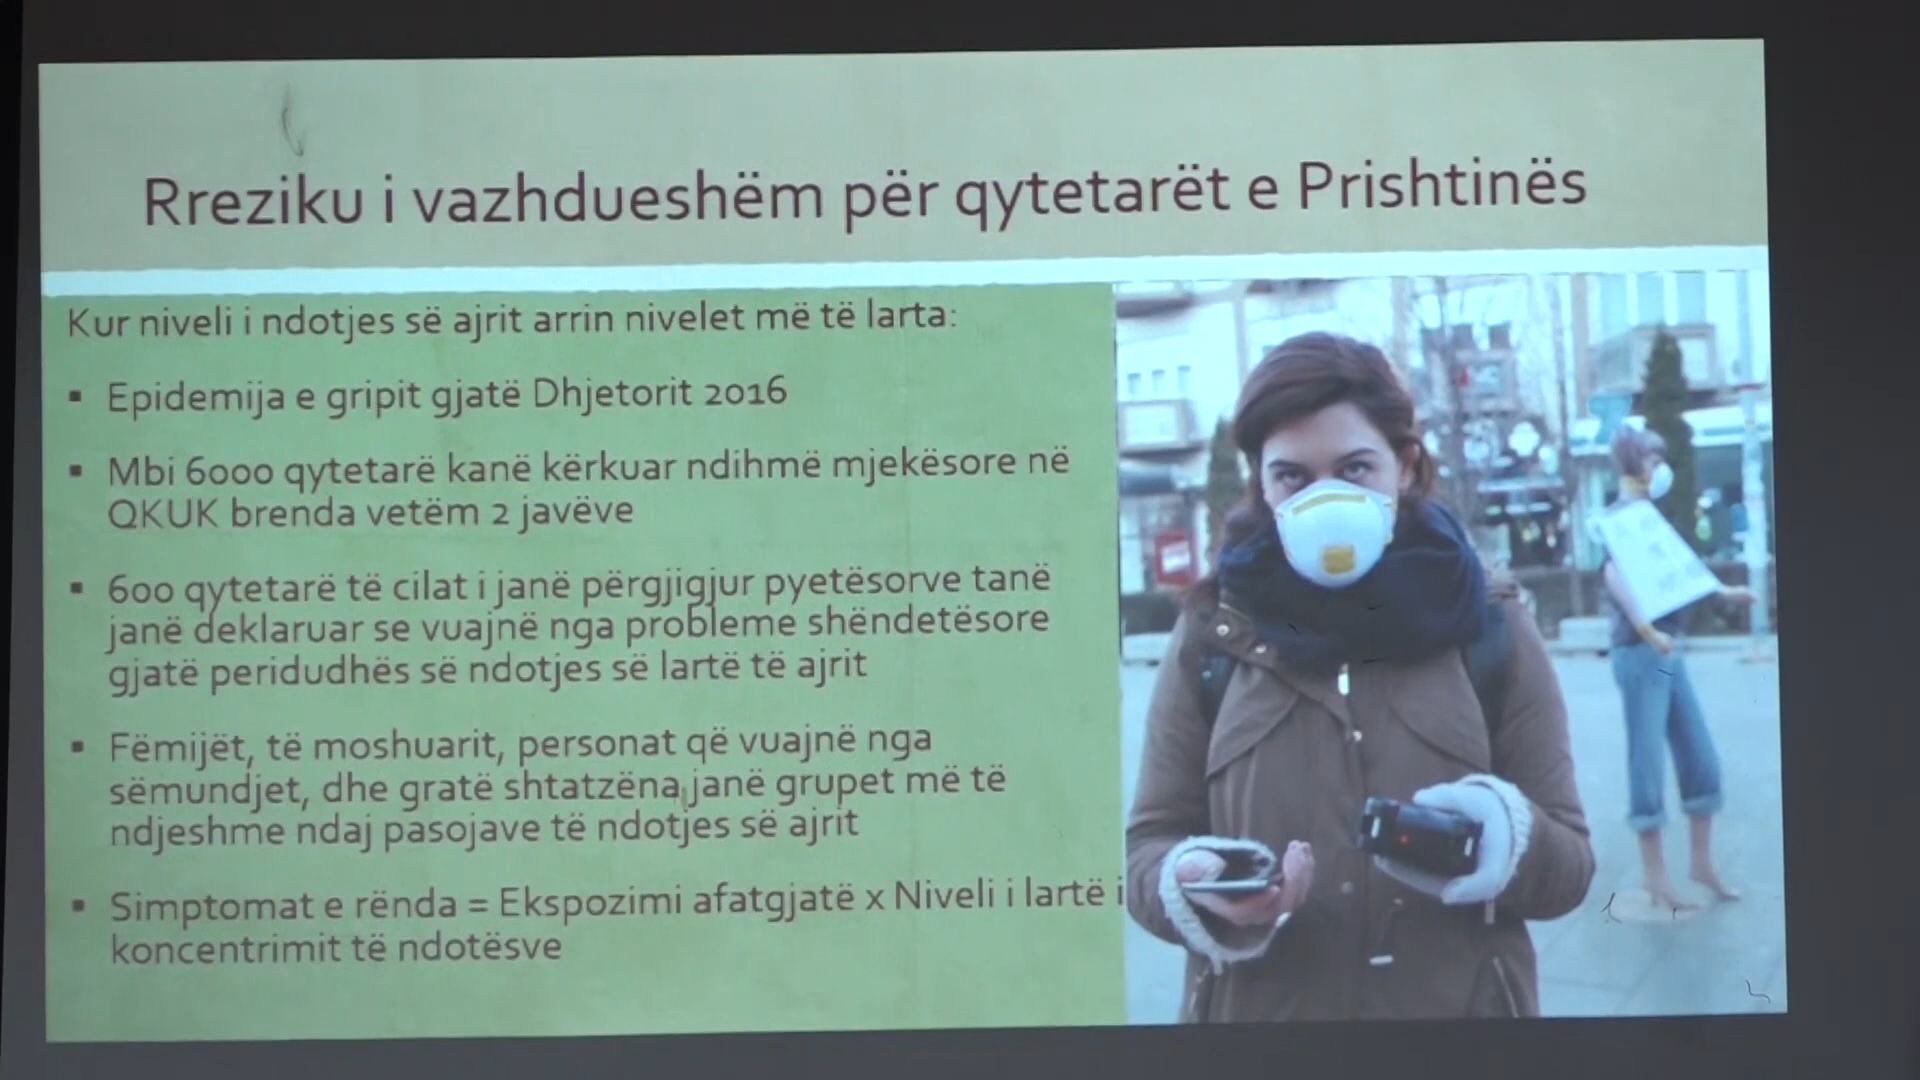 Rreziku i vazhdueshëm për qytetarët e Prishtinës
Kur niveli i ndotjes së ajrit arrin nivelet më të larta:
▪ Epidemija e gripit gjatë Dhjetorit 2016
▪ Mbi 6000 qytetarë kanë kërkuar ndihmë mjekësore në
QKUK brenda vetëm 2 javëve
▪ 600 qytetarë të cilat i janë përgjigjur pyetësorve tanë
janë deklaruar se vuajnë nga probleme shëndetësore
gjatë peridudhës së ndotjes së lartë të ajrit
▪ Fëmijët, të moshuarit, personat që vuajnë nga
sëmundjet, dhe gratë shtatzëna janë grupet më të
ndjeshme ndaj pasojave të ndotjes së ajrit
▪ Simptomat e rënda = Ekspozimi afatgjatë x Niveli i lartë i
koncentrimit të ndotësve